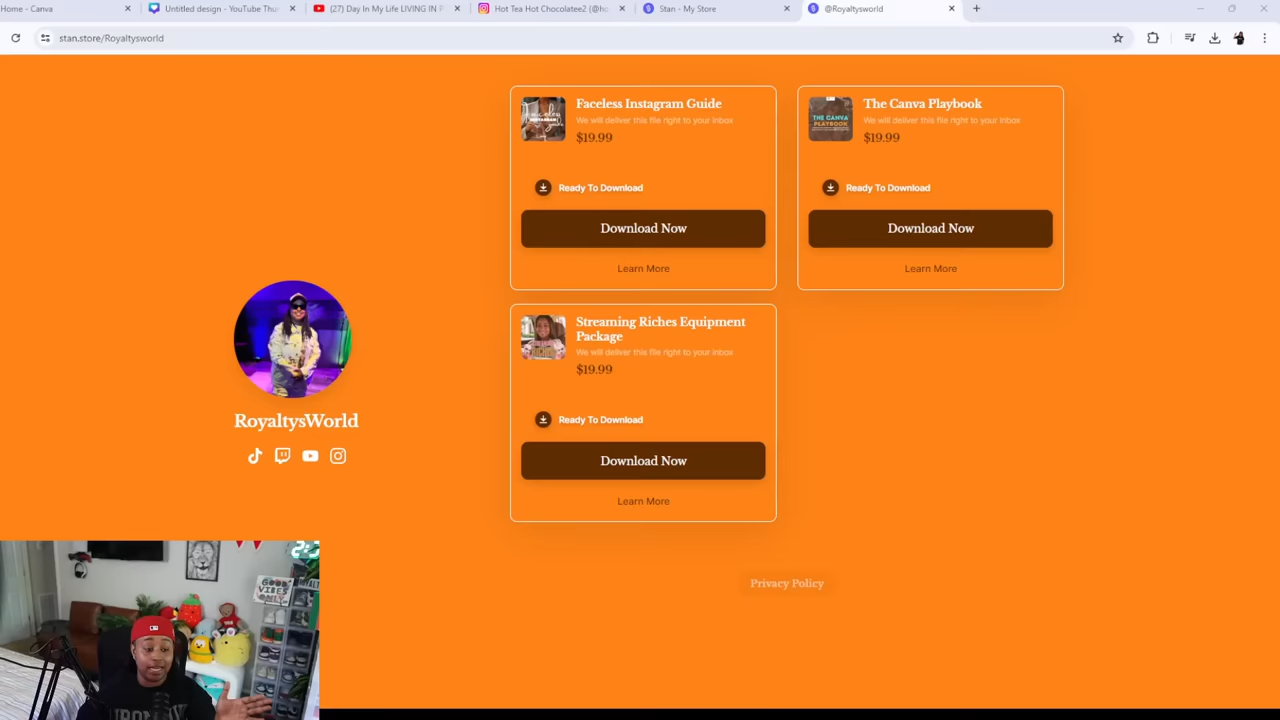 Home - Canva
Untitled design - YouTube Thu
(27) Day In My Life LIVING IN P
Hot Tea Hot Chocolatee2 (@ho
Stan - My Store
@Royaltysworld
stan.store/Royaltysworld
Faceless Instagram Guide
We will deliver this file right to your inbox
$19.99
Ready To Download
Download Now
Learn More
The Canva Playbook
We will deliver this file right to your inbox
$19.99
THE CANVA
PLAYBOOK
Ready To Download
Download Now
Learn More
Streaming Riches Equipment
Package
We will deliver this file right to your inbox
$19.99
Ready To Download
Download Now
Learn More
RoyaltysWorld
Privacy Policy
GOOD
VIBES
ONLY